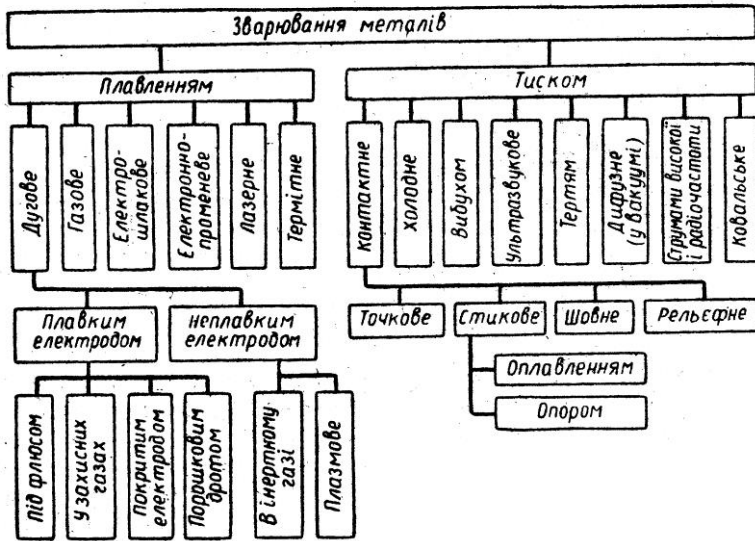 Зварювання металів
Плавленням
Тиском
Дугове
Газове
Електро-
шлакове
Електронно-
променеве
Лазерне
Термітне
Контактне
Холодне
Вибухом
Ультразвукове
Тертям
Дифузне
(у вакуумі)
Струмами високої
і радіочастоти
Ковальське
Плавким
електродом
Неплавким
електродом
Точкове
Стикове
Шовне
Рельєфне
Оплавленням
Опором
Під флюсом
У захисних
газах
Покритим
електродом
Порошковим
дротом
В інертному
газі
Плазмове